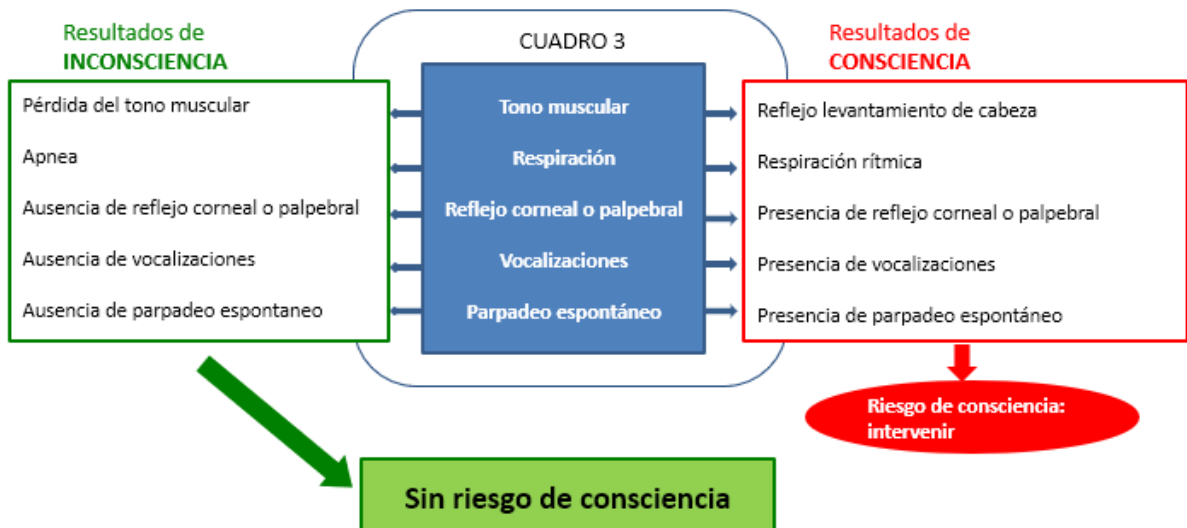 Resultados de
INCONSCIENCIA
Pérdida del tono muscular
Apnea
Ausencia de reflejo corneal o palpebral
Ausencia de vocalizaciones
Ausencia de parpadeo espontaneo
CUADRO 3
Tono muscular
Respiración
Reflejo corneal o palpebral
Vocalizaciones
Parpadeo espontáneo
Resultados de
CONSCIENCIA
Reflejo levantamiento de cabeza
Respiración rítmica
Presencia de reflejo corneal o palpebral
Presencia de vocalizaciones
Presencia de parpadeo espontáneo
Riesgo de consciencia:
intervenir
Sin riesgo de consciencia